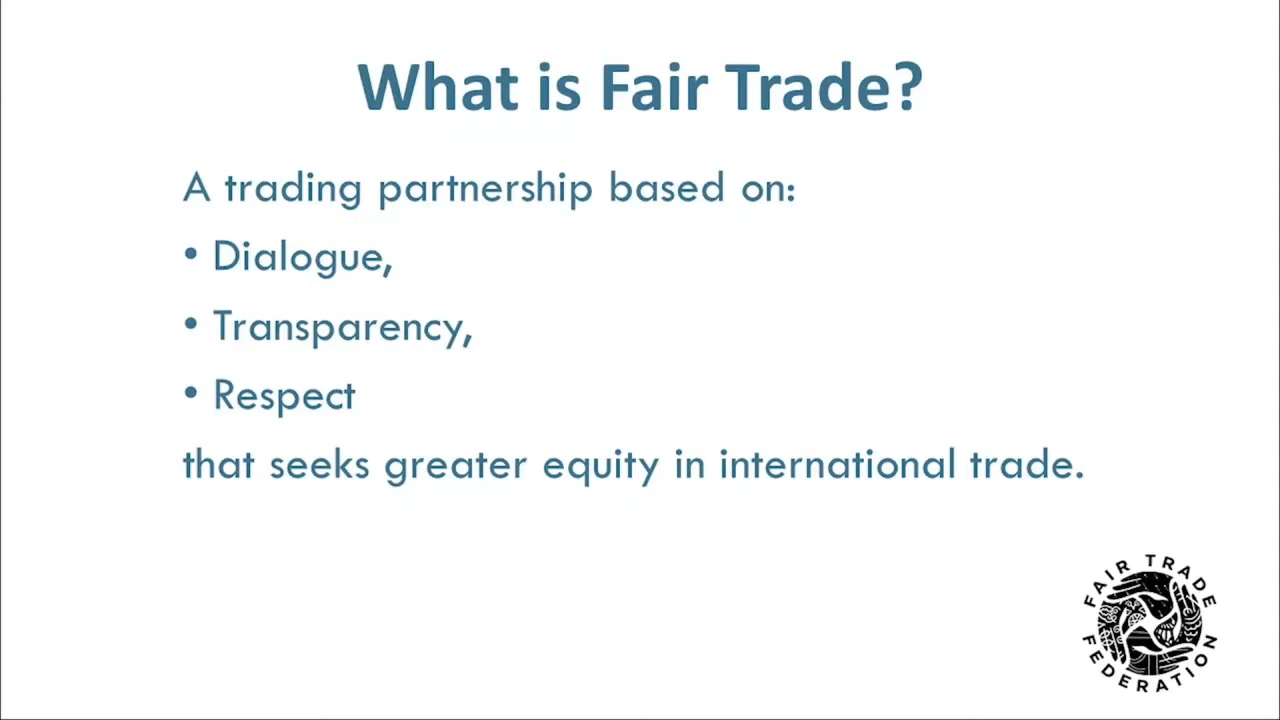 What is Fair Trade?
A trading partnership based on:
• Dialogue,
• Transparency,
• Respect
that seeks greater equity in international trade.
FAIR TRADE
FEDERATION